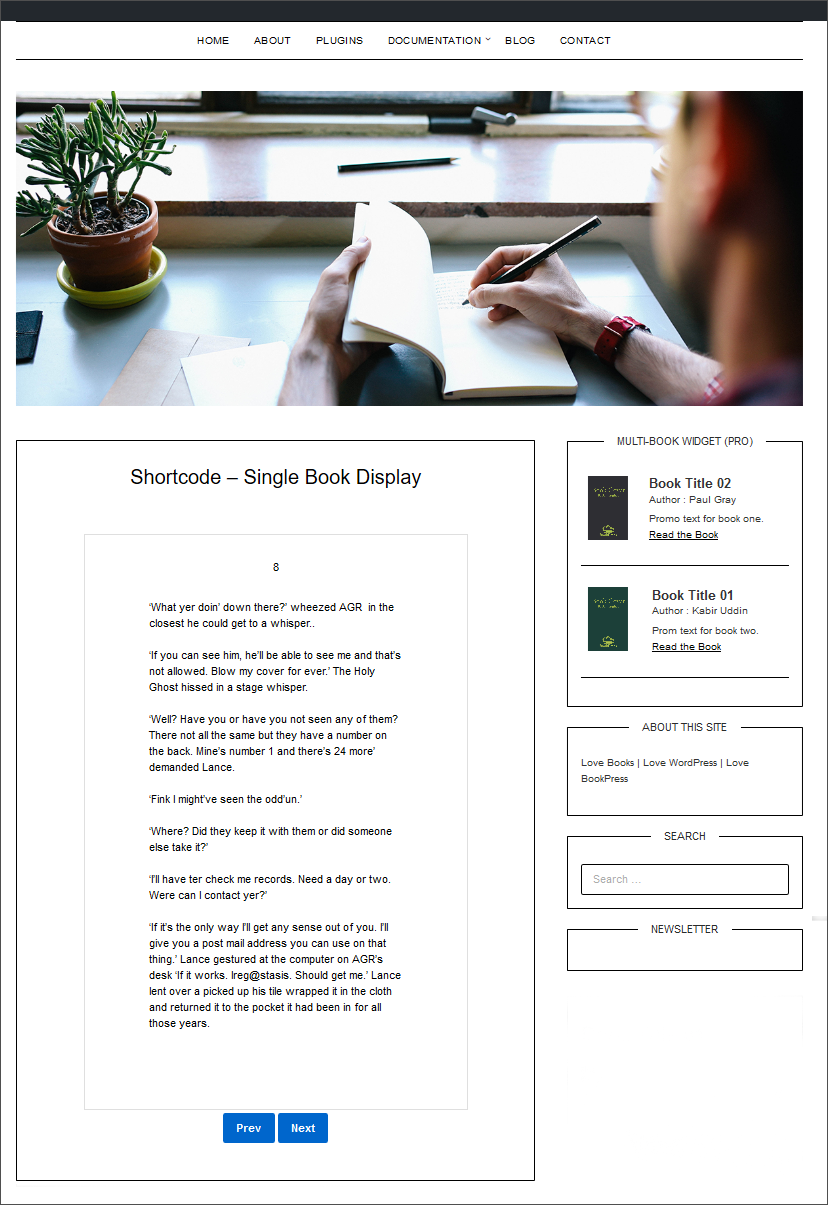 HOME ABOUT PLUGINS DOCUMENTATION BLOG CONTACT
Shortcode – Single Book Display
8
‘What yer doin’ down there?’ wheezed AGR  in the
closest he could get to a whisper..
‘If you can see him, he’ll be able to see me and that’s
not allowed. Blow my cover for ever.’ The Holy
Ghost hissed in a stage whisper.
‘Well? Have you or have you not seen any of them?
There not all the same but they have a number on
the back. Mine’s number 1 and there’s 24 more’
demanded Lance.
‘Fink I might’ve seen the odd’un.’
‘Where? Did they keep it with them or did someone
else take it?’
‘I’ll have ter check me records. Need a day or two.
Were can I contact yer?’
‘If it’s the only way I’ll get any sense out of you. I’ll
give you a post mail address you can use on that
thing.’ Lance gestured at the computer on AGR’s
desk ‘If it works. lreg@stasis. Should get me.’ Lance
lent over a picked up his tile wrapped it in the cloth
and returned it to the pocket it had been in for all
those years.
Prev Next
MULTI-BOOK WIDGET (PRO)
Book Title 02
Author : Paul Gray
Promo text for book one.
Read the Book
Book Title 01
Author : Kabir Uddin
Prom text for book two.
Read the Book
ABOUT THIS SITE
Love Books | Love WordPress | Love
BookPress
SEARCH
Search …
NEWSLETTER